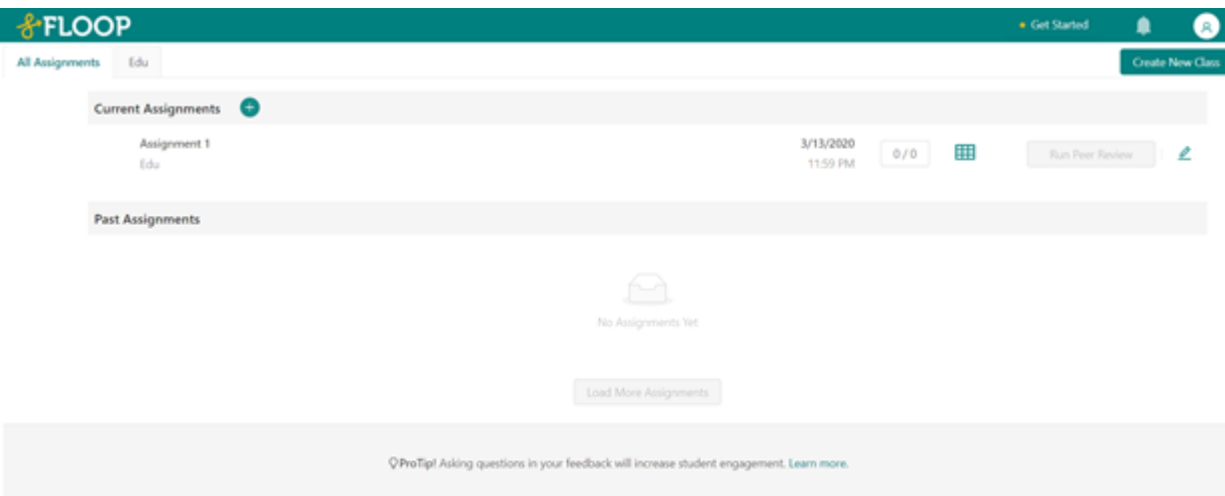 FLOOP
Get Started
All Assignments
Edu
Create New Class
Current Assignments
Assignment 1
3/13/2020
0/0
Run Peer Review
Edu
11:59 PM
Past Assignments
No Assignments Yet
Load More Assignments
ProTip! Asking questions in your feedback will increase student engagement. Learn more.